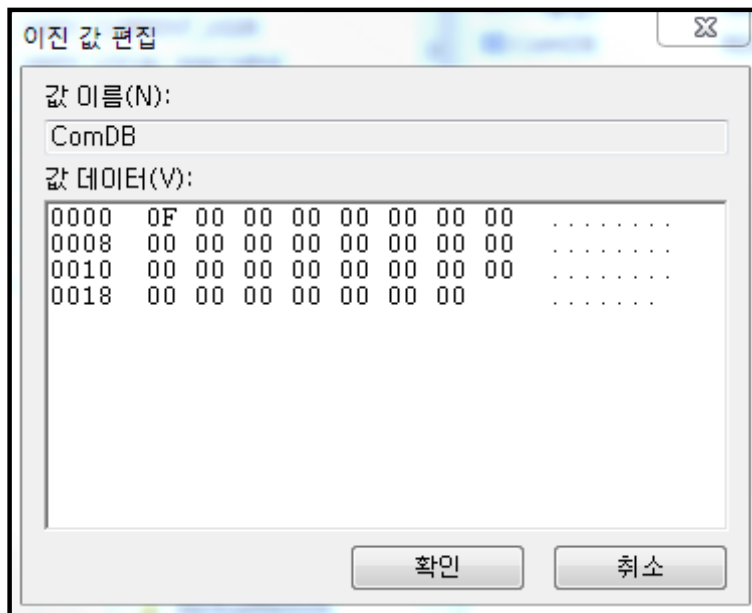 이진 값 편집
값 이름(N):
ComDB
값 데이터(V):
0000 0F 00 00 00 00 00 00 00 ........
0008 00 00 00 00 00 00 00 00 ........
0010 00 00 00 00 00 00 00 00 ........
0018 00 00 00 00 00 00 00 .......
확인 취소